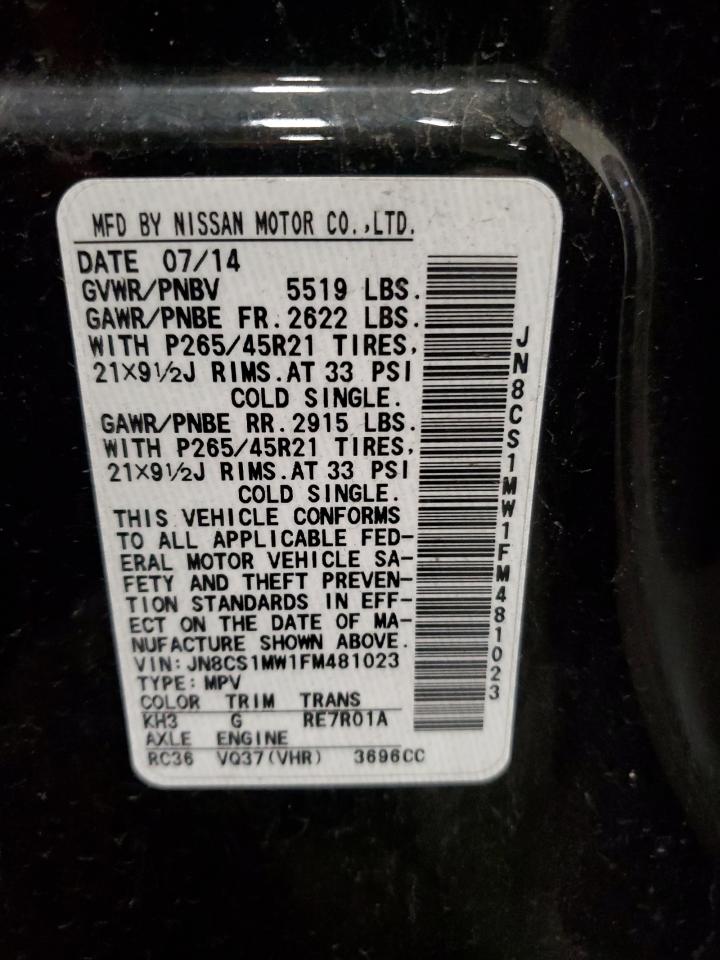 MFD BY NISSAN MOTOR CO.,LTD.
DATE 07/14
GVWR/PNBV 5519 LBS.
GAWR/PNBE FR. 2622 LBS.
WITH P265/45R21 TIRES,
21×9½J RIMS. AT 33 PSI
COLD SINGLE.
GAWR/PNBE RR. 2915 LBS.
WITH P265/45R21 TIRES,
21×9½J RIMS. AT 33 PSI
COLD SINGLE.
THIS VEHICLE CONFORMS
TO ALL APPLICABLE FED-
ERAL MOTOR VEHICLE SA-
FETY AND THEFT PREVEN-
TION STANDARDS IN EFF-
ECT ON THE DATE OF MA-
NUFACTURE SHOWN ABOVE.
VIN: JN8CS1MW1FM481023
TYPE: MPV
COLOR TRIM TRANS
KH3 G RE7R01A
AXLE ENGINE
RC36 VQ37(VHR) 3696CC
JN8CS1MW1FM481023